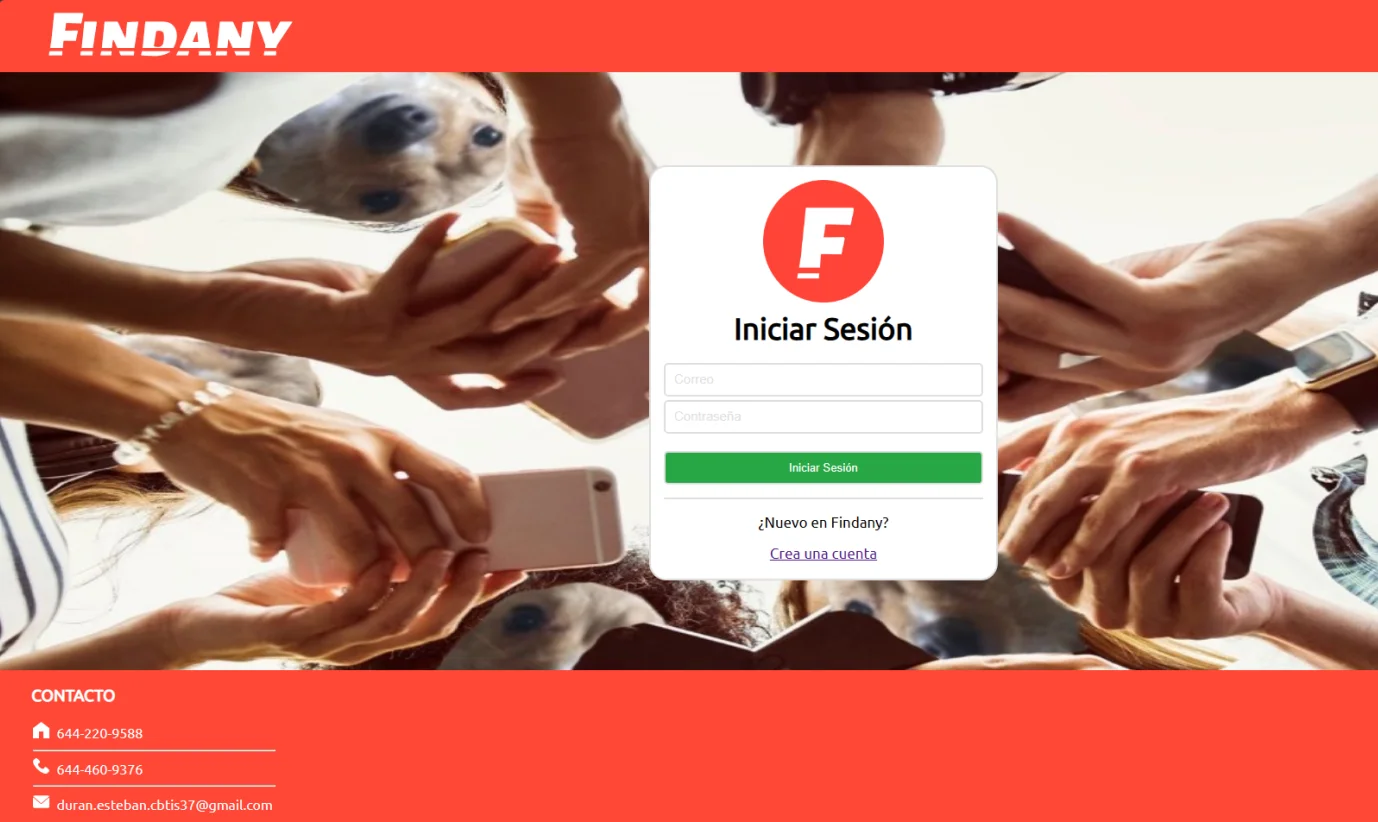 FINDANY
F
Iniciar Sesión
Correo
Contraseña
Iniciar Sesión
¿Nuevo en Findany?
Crea una cuenta
CONTACTO
644-220-9588
644-460-9376
duran.esteban.cbtis37@gmail.com